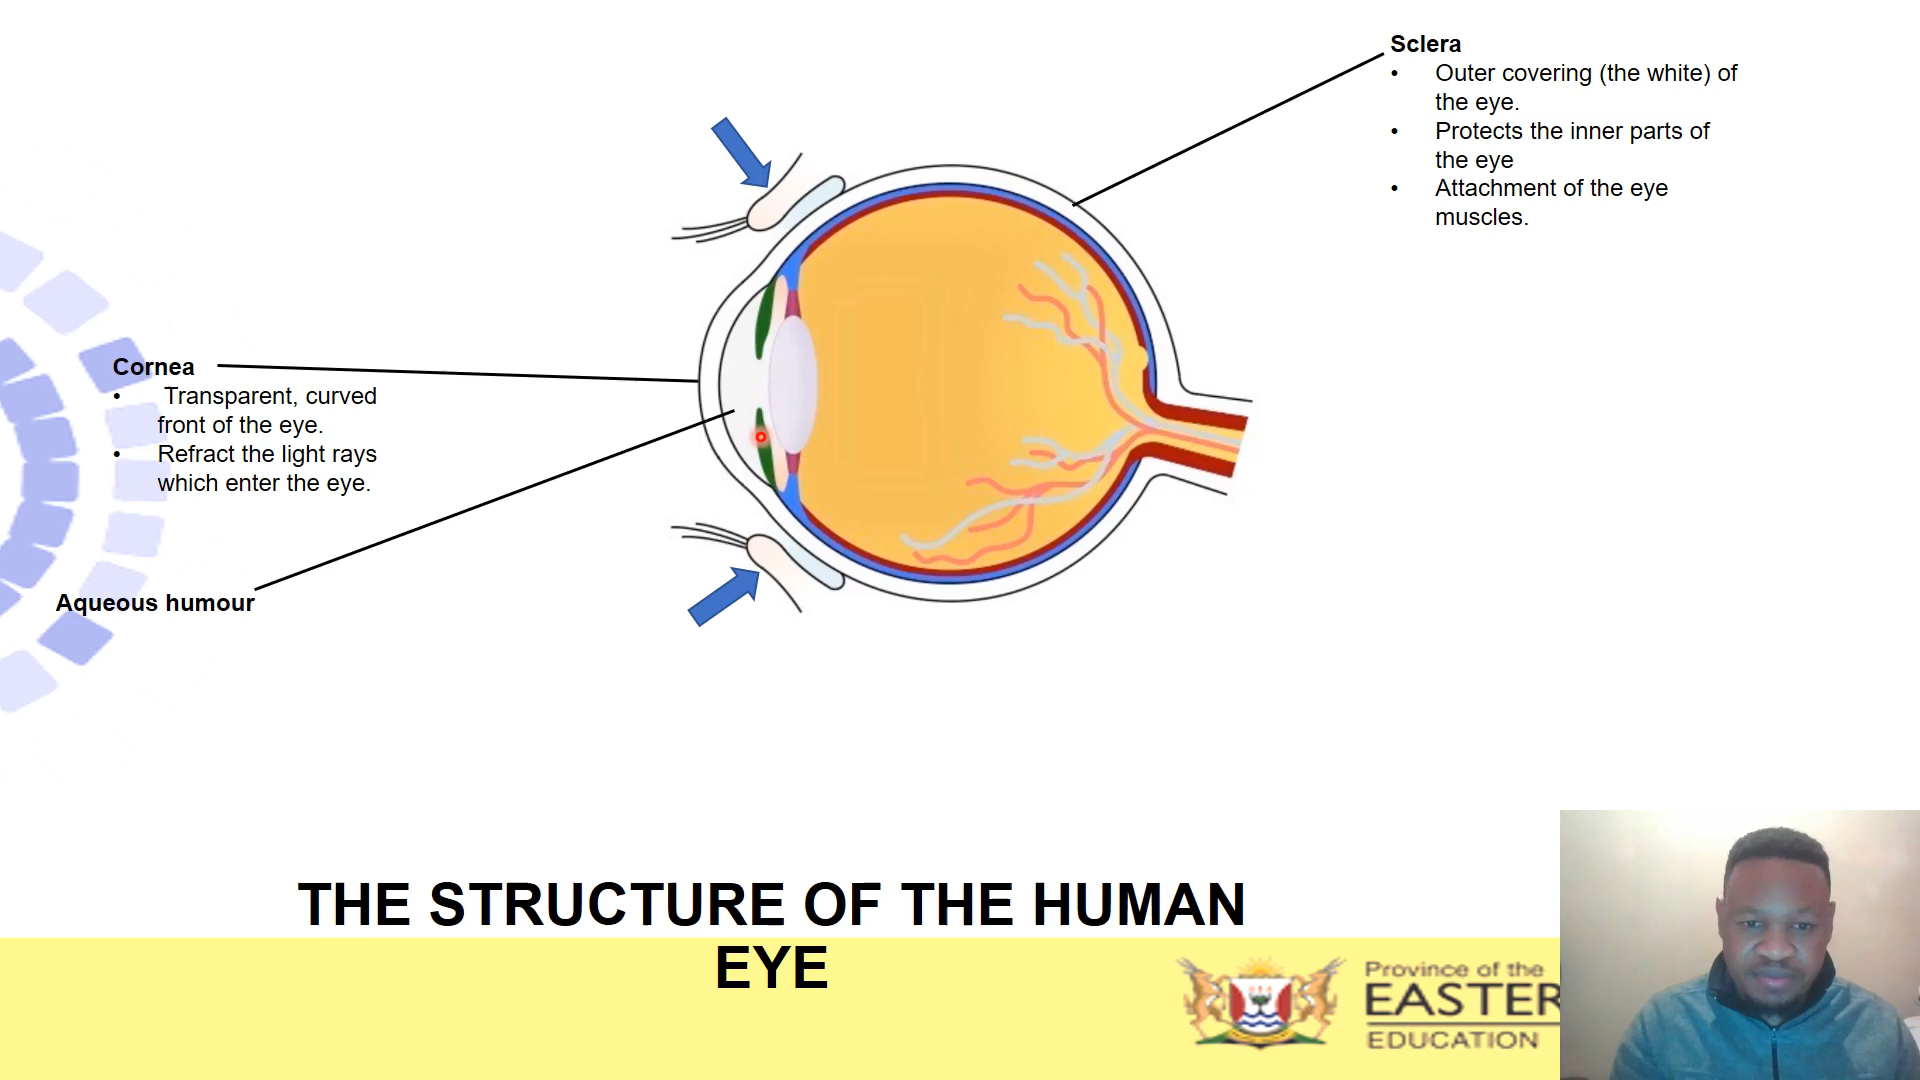 Sclera
• Outer covering (the white) of
the eye.
• Protects the inner parts of
the eye
• Attachment of the eye
muscles.
Cornea
• Transparent, curved
front of the eye.
• Refract the light rays
which enter the eye.
Aqueous humour
THE STRUCTURE OF THE HUMAN
EYE
Province of the
EASTER
EDUCATION